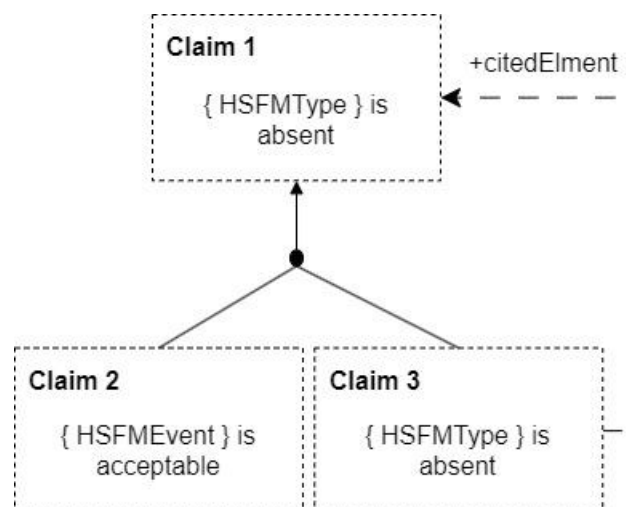 Claim 1
+citedElment
{ HSFMType } is
absent
Claim 2
{ HSFMEvent } is
acceptable
Claim 3
{ HSFMType } is
absent